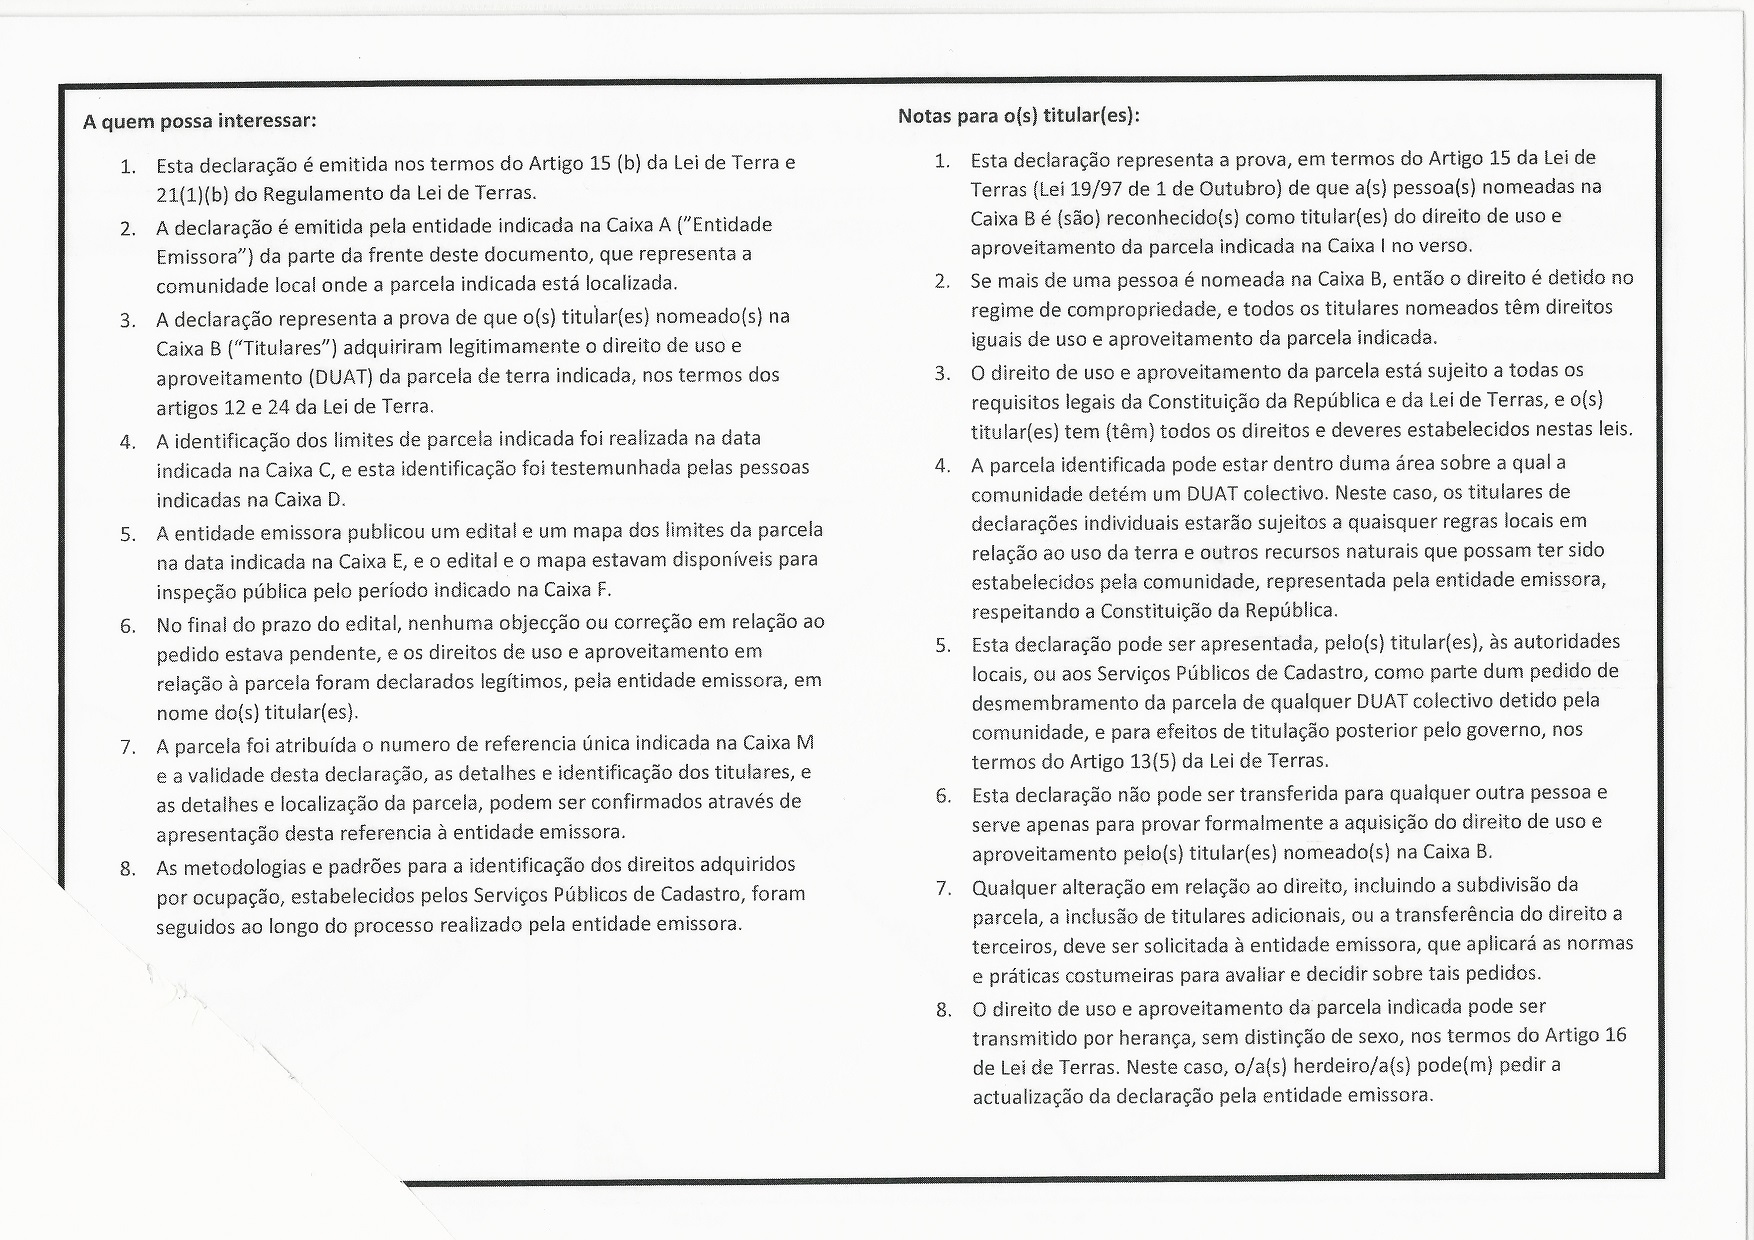 A quem possa interessar:
1. Esta declaração é emitida nos termos do Artigo 15 (b) da Lei de Terra e
21(1)(b) do Regulamento da Lei de Terras.
2. A declaração é emitida pela entidade indicada na Caixa A ("Entidade
Emissora") da parte da frente deste documento, que representa a
comunidade local onde a parcela indicada está localizada.
3. A declaração representa a prova de que o(s) titular(es) nomeado(s) na
Caixa B ("Titulares") adquiriram legitimamente o direito de uso e
aproveitamento (DUAT) da parcela de terra indicada, nos termos dos
artigos 12 e 24 da Lei de Terra.
4. A identificação dos limites de parcela indicada foi realizada na data
indicada na Caixa C, e esta identificação foi testemunhada pelas pessoas
indicadas na Caixa D.
5. A entidade emissora publicou um edital e um mapa dos limites da parcela
na data indicada na Caixa E, e o edital e o mapa estavam disponíveis para
inspeção pública pelo período indicado na Caixa F.
6. No final do prazo do edital, nenhuma objecção ou correção em relação ao
pedido estava pendente, e os direitos de uso e aproveitamento em
relação à parcela foram declarados legítimos, pela entidade emissora, em
nome do(s) titular(es).
7. A parcela foi atribuída o numero de referencia única indicada na Caixa M
e a validade desta declaração, as detalhes e identificação dos titulares, e
as detalhes e localização da parcela, podem ser confirmados através de
apresentação desta referencia à entidade emissora.
8. As metodologias e padrões para a identificação dos direitos adquiridos
por ocupação, estabelecidos pelos Serviços Públicos de Cadastro, foram
seguidos ao longo do processo realizado pela entidade emissora.
Notas para o(s) titular(es):
1. Esta declaração representa a prova, em termos do Artigo 15 da Lei de
Terras (Lei 19/97 de 1 de Outubro) de que a(s) pessoa(s) nomeadas na
Caixa B é (são) reconhecido(s) como titular(es) do direito de uso e
aproveitamento da parcela indicada na Caixa I no verso.
2. Se mais de uma pessoa é nomeada na Caixa B, então o direito é detido no
regime de compropriedade, e todos os titulares nomeados têm direitos
iguais de uso e aproveitamento da parcela indicada.
3. O direito de uso e aproveitamento da parcela está sujeito a todas os
requisitos legais da Constituição da República e da Lei de Terras, e o(s)
titular(es) tem (têm) todos os direitos e deveres estabelecidos nestas leis.
4. A parcela identificada pode estar dentro duma área sobre a qual a
comunidade detém um DUAT colectivo. Neste caso, os titulares de
declarações individuais estarão sujeitos a quaisquer regras locais em
relação ao uso da terra e outros recursos naturais que possam ter sido
estabelecidos pela comunidade, representada pela entidade emissora,
respeitando a Constituição da República.
5. Esta declaração pode ser apresentada, pelo(s) titular(es), às autoridades
locais, ou aos Serviços Públicos de Cadastro, como parte dum pedido de
desmembramento da parcela de qualquer DUAT colectivo detido pela
comunidade, e para efeitos de titulação posterior pelo governo, nos
termos do Artigo 13(5) da Lei de Terras.
6. Esta declaração não pode ser transferida para qualquer outra pessoa e
serve apenas para provar formalmente a aquisição do direito de uso e
aproveitamento pelo(s) titular(es) nomeado(s) na Caixa B.
7. Qualquer alteração em relação ao direito, incluindo a subdivisão da
parcela, a inclusão de titulares adicionais, ou a transferência do direito a
terceiros, deve ser solicitada à entidade emissora, que aplicará as normas
e práticas costumeiras para avaliar e decidir sobre tais pedidos.
8. O direito de uso e aproveitamento da parcela indicada pode ser
transmitido por herança, sem distinção de sexo, nos termos do Artigo 16
de Lei de Terras. Neste caso, o/a(s) herdeiro/a(s) pode(m) pedir a
actualização da declaração pela entidade emissora.